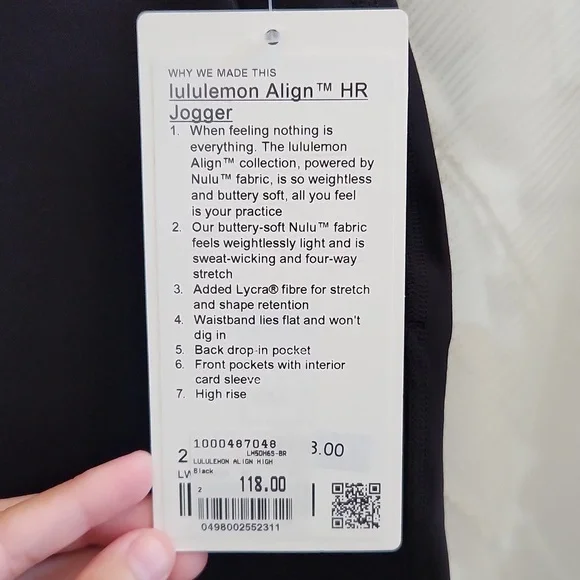 WHY WE MADE THIS
lululemon Align™ HR
Jogger
1. When feeling nothing is
everything. The lululemon
Align™ collection, powered by
Nulu™ fabric, is so weightless
and buttery soft, all you feel
is your practice
2. Our buttery-soft Nulu™ fabric
feels weightlessly light and is
sweat-wicking and four-way
stretch
3. Added Lycra® fibre for stretch
and shape retention
4. Waistband lies flat and won't
dig in
5. Back drop-in pocket
6. Front pockets with interior
card sleeve
7. High rise
1000487048
LW5DH6S-BR
8.00
2 LULULEMON ALIGN HIGH
LW Black
2 118.00
0498002552311